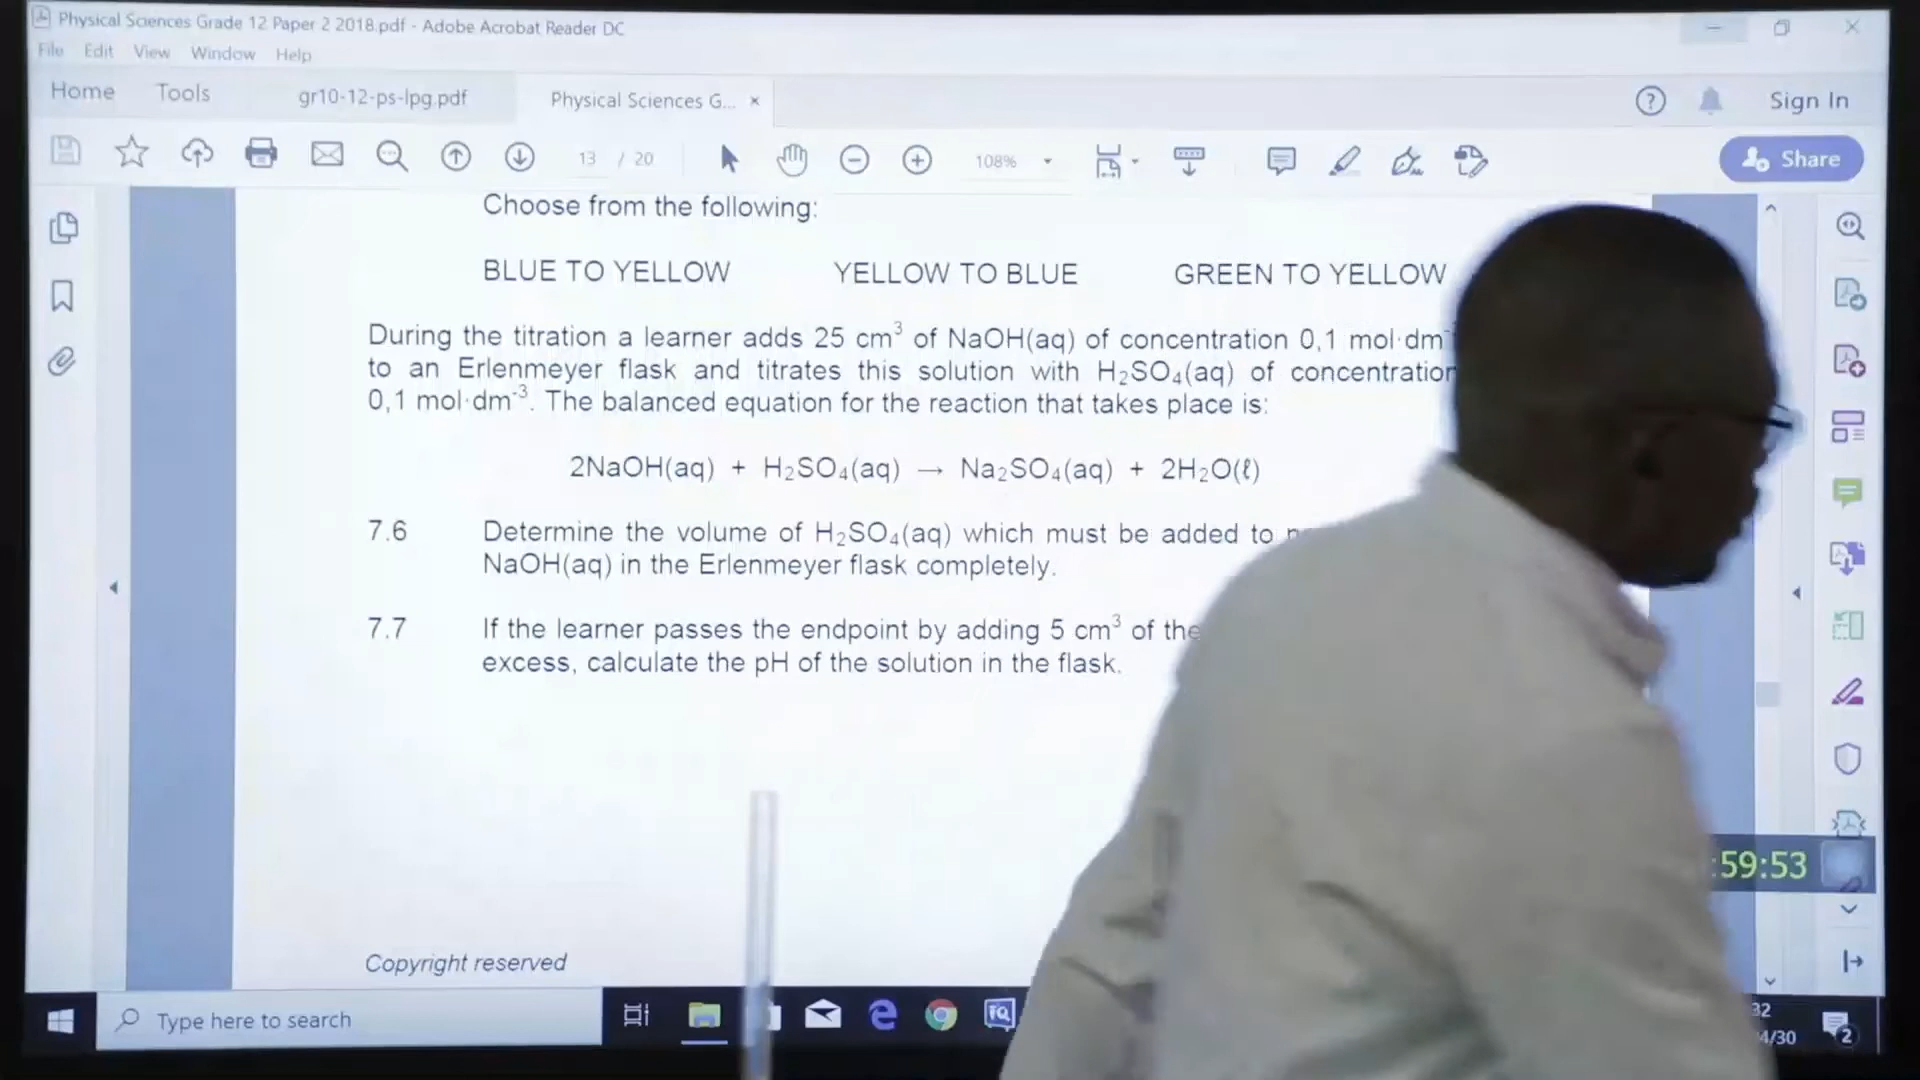 Physical Sciences Grade 12 Paper 2 2018.pdf - Adobe Acrobat Reader DC
File Edit View Window Help
Home Tools gr10-12-ps-lpg.pdf Physical Sciences G... × Sign In
13 / 20 108% Share
Choose from the following:
BLUE TO YELLOW YELLOW TO BLUE GREEN TO YELLOW
During the titration a learner adds 25 cm³ of NaOH(aq) of concentration 0,1 mol·dm
to an Erlenmeyer flask and titrates this solution with H₂SO₄(aq) of concentration
0,1 mol·dm⁻³. The balanced equation for the reaction that takes place is:
2NaOH(aq) + H₂SO₄(aq) → Na₂SO₄(aq) + 2H₂O(ℓ)
7.6 Determine the volume of H₂SO₄(aq) which must be added to
NaOH(aq) in the Erlenmeyer flask completely.
7.7 If the learner passes the endpoint by adding 5 cm³ of the
excess, calculate the pH of the solution in the flask.
:59:53
Copyright reserved
Type here to search
32
4/30
2